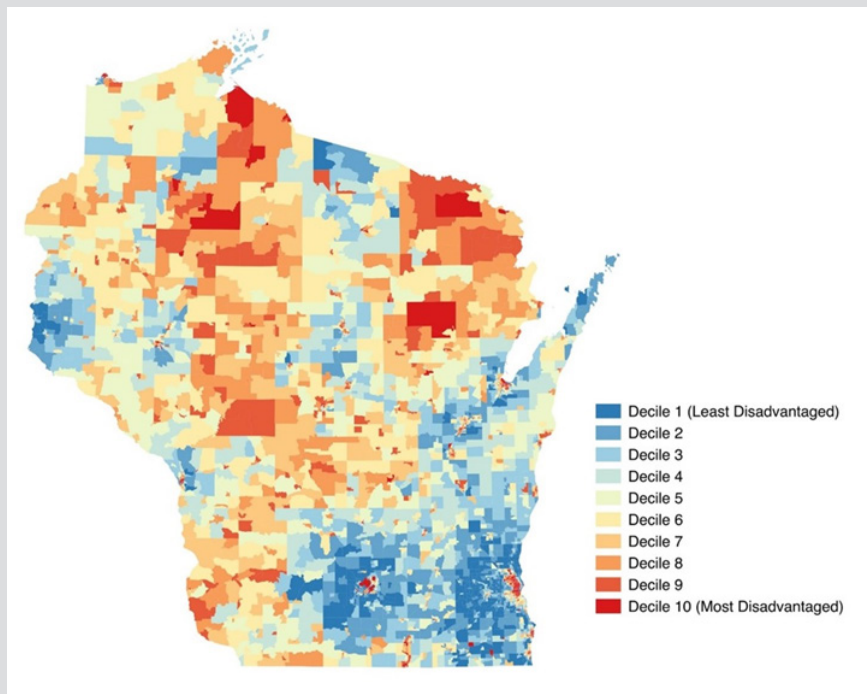 Decile 1 (Least Disadvantaged)
Decile 2
Decile 3
Decile 4
Decile 5
Decile 6
Decile 7
Decile 8
Decile 9
Decile 10 (Most Disadvantaged)